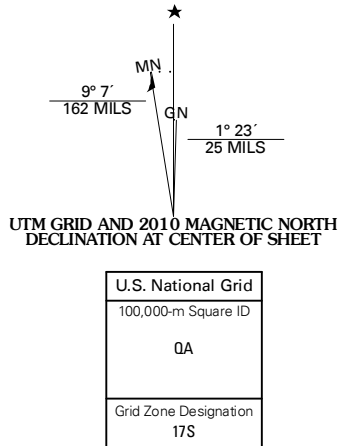 MN
9° 7´
162 MILS
GN
1° 23´
25 MILS
UTM GRID AND 2010 MAGNETIC NORTH
DECLINATION AT CENTER OF SHEET
U.S. National Grid
100,000-m Square ID
QA
Grid Zone Designation
17S